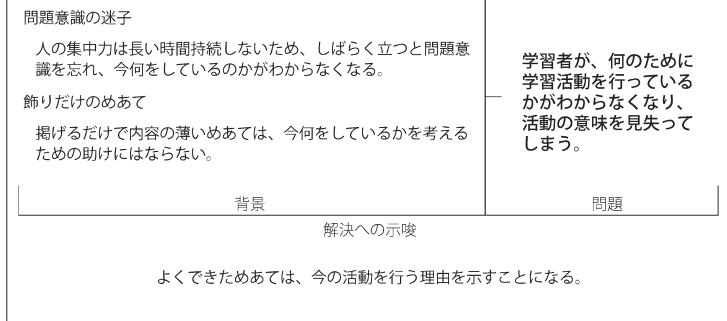 問題意識の迷子
人の集中力は長い時間持続しないため、しばらく立つと問題意
識を忘れ、今何をしているのかがわからなくなる。
飾りだけのめあて
掲げるだけで内容の薄いめあては、今何をしているかを考える
ための助けにはならない。
学習者が、何のために
学習活動を行っている
かがわからなくなり、
活動の意味を見失って
しまう。
背景
問題
解決への示唆
よくできためあては、今の活動を行う理由を示すことになる。